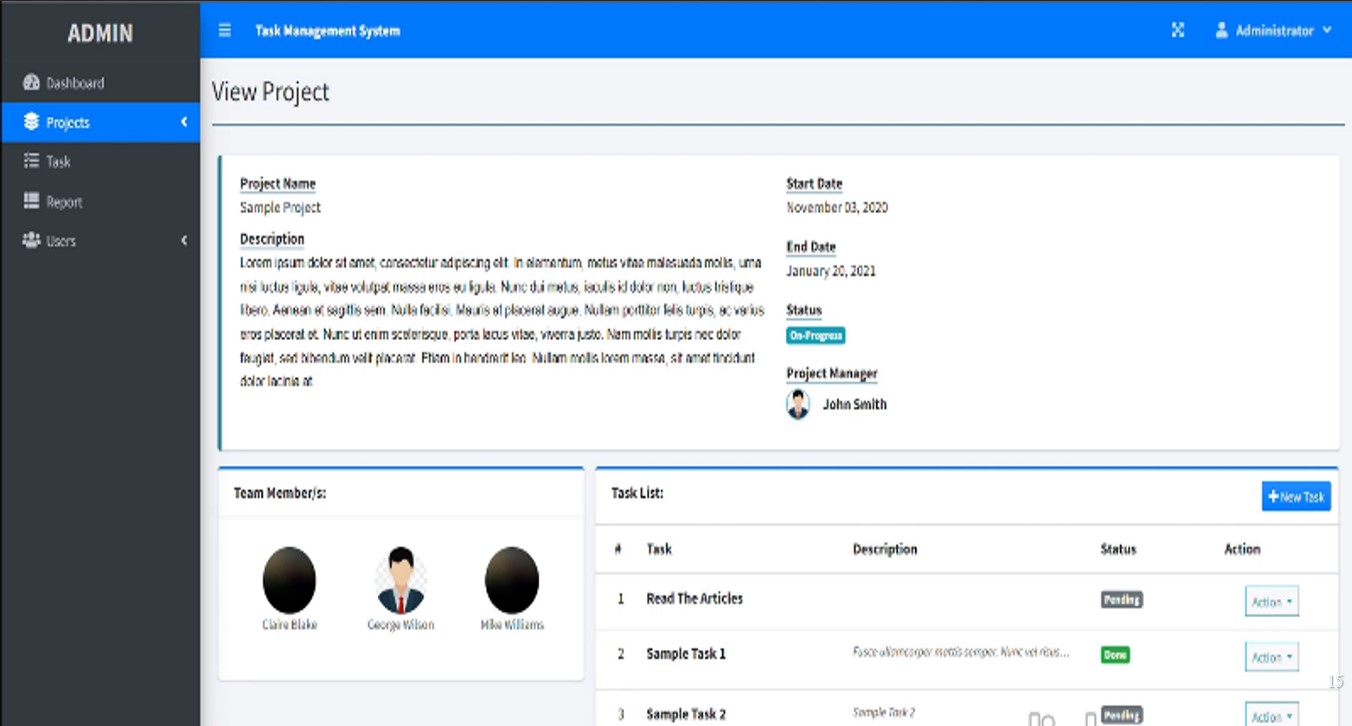 ADMIN
Task Management System
Administrator
Dashboard
Projects
Task
Report
Users
View Project
Project Name
Sample Project
Description
Lorem ipsum dolor sit amet, consectetur adipiscing elit. In elementum, metus vitae malesuada mollis, urna
nisi luctus ligula, vitae volutpat massa eros eu ligula. Nunc dui metus, iaculis id dolor non, luctus tristique
libero. Aenean et sagittis sem. Nulla facilisi. Mauris at placerat augue. Nullam porttitor felis turpis, ac varius
eros placerat et. Nunc ut enim scelerisque, porta lacus vitae, viverra justo. Nam mollis turpis nec dolor
feugiat, sed bibendum velit placerat. Etiam in hendrerit leo. Nullam mollis lorem massa, sit amet tincidunt
dolor lacinia at.
Start Date
November 03, 2020
End Date
January 20, 2021
Status
On-Progress
Project Manager
John Smith
Team Member/s:
Claire Blake
George Wilson
Mike Williams
Task List:
New Task
# Task Description Status Action
1 Read The Articles Pending Action
2 Sample Task 1 Fusce ullamcorper mattis semper. Nunc vel risus... Done Action
3 Sample Task 2 Sample Task 2 Pending Action
15